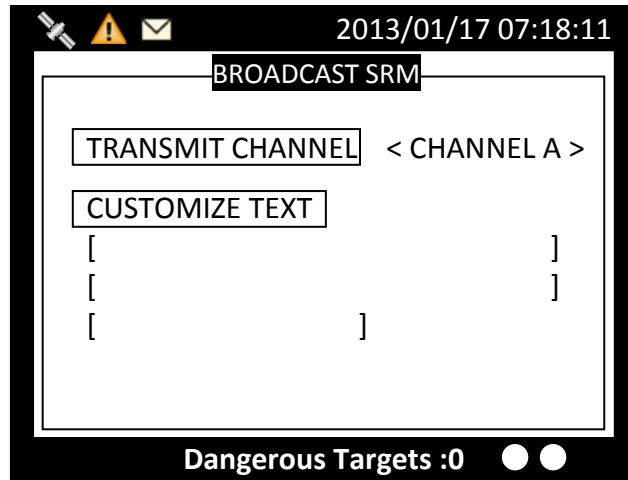 2013/01/17 07:18:11
BROADCAST SRM
TRANSMIT CHANNEL < CHANNEL A >
CUSTOMIZE TEXT
[ ]
[ ]
[ ]
Dangerous Targets :0